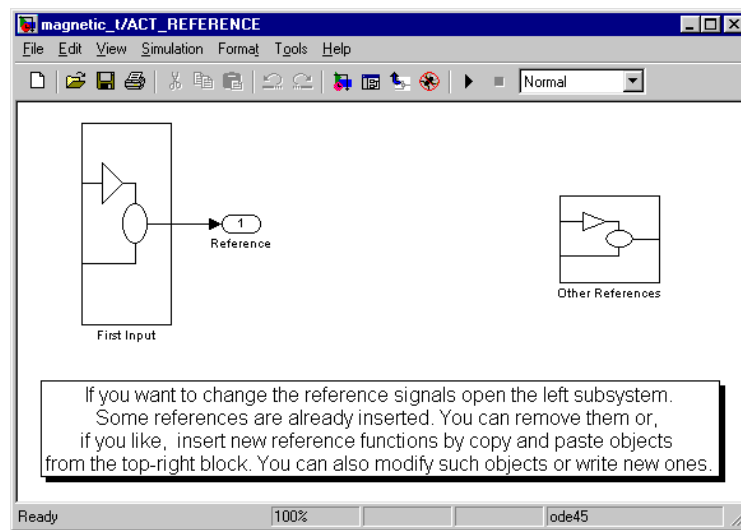 magnetic_t/ACT_REFERENCE
File Edit View Simulation Format Tools Help
Normal
1
Reference
First Input
Other References
If you want to change the reference signals open the left subsystem.
Some references are already inserted. You can remove them or,
if you like, insert new reference functions by copy and paste objects
from the top-right block. You can also modify such objects or write new ones.
Ready 100% ode45